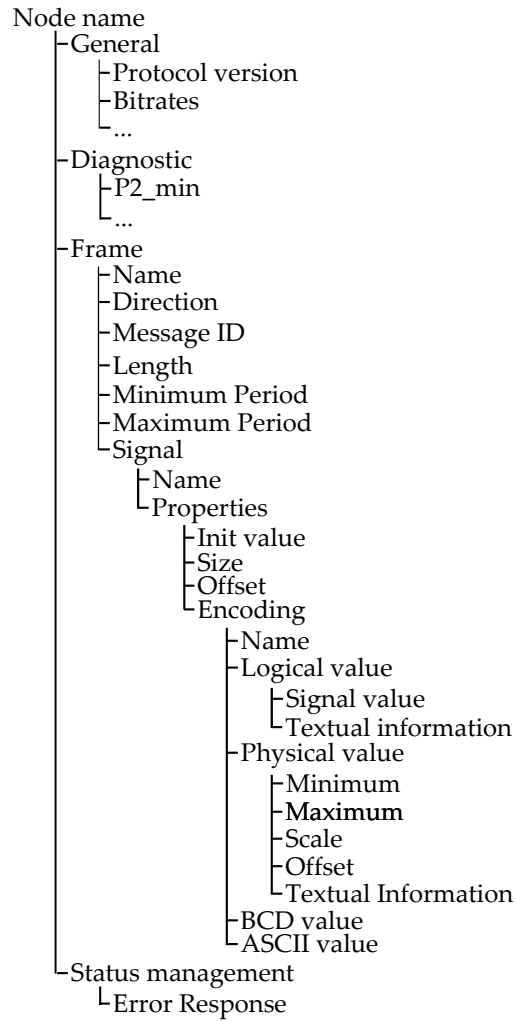 Node name
General
Protocol version
Bitrates
...
Diagnostic
P2_min
...
Frame
Name
Direction
Message ID
Length
Minimum Period
Maximum Period
Signal
Name
Properties
Init value
Size
Offset
Encoding
Name
Logical value
Signal value
Textual information
Physical value
Minimum
Maximum
Scale
Offset
Textual Information
BCD value
ASCII value
Status management
Error Response